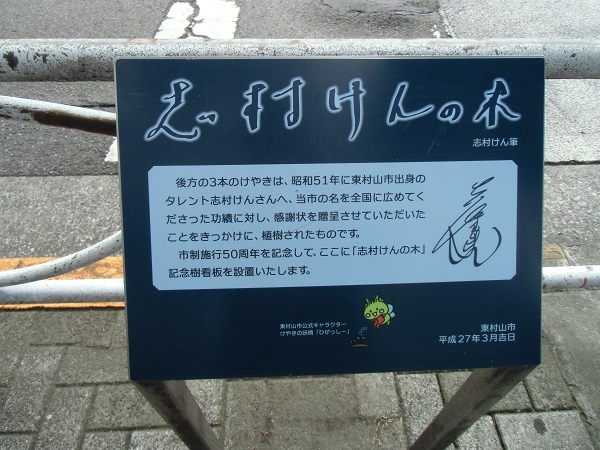 志村けんの木
志村けん筆
後方の3本のけやきは、昭和51年に東村山市出身の
タレント志村けんさんへ、当市の名を全国に広めてく
ださった功績に対し、感謝状を贈呈させていただいた
ことをきっかけに、植樹されたものです。
市制施行50周年を記念して、ここに「志村けんの木」
記念樹看板を設置いたします。
東村山市公式キャラクター
けやきの妖精「ひがっしー」
東村山市
平成27年3月吉日